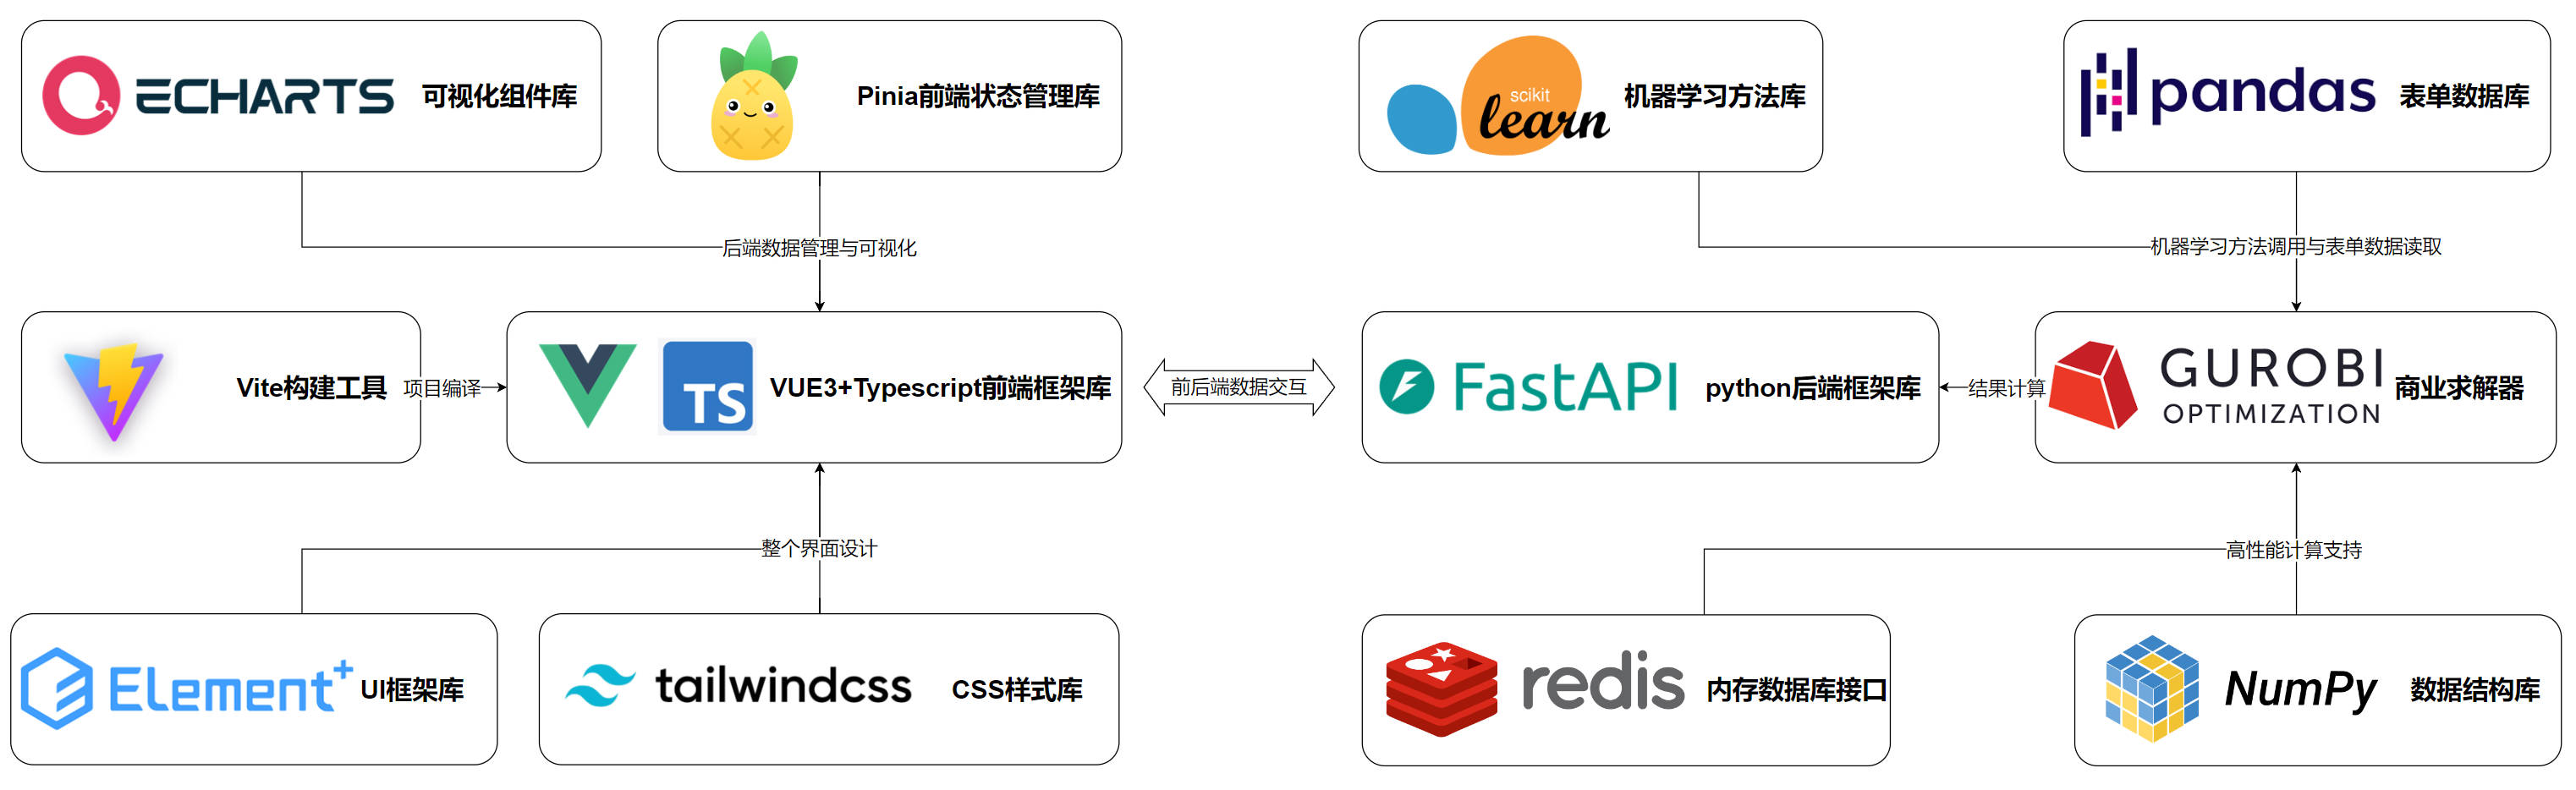 ECHARTS 可视化组件库
Pinia前端状态管理库
scikit
learn 机器学习方法库
pandas 表单数据库
后端数据管理与可视化
机器学习方法调用与表单数据读取
Vite构建工具
项目编译
TS VUE3+Typescript前端框架库
前后端数据交互
FastAPI python后端框架库
结果计算
GUROBI
OPTIMIZATION
商业求解器
整个界面设计
高性能计算支持
Element+ UI框架库
tailwindcss CSS样式库
redis 内存数据库接口
NumPy 数据结构库